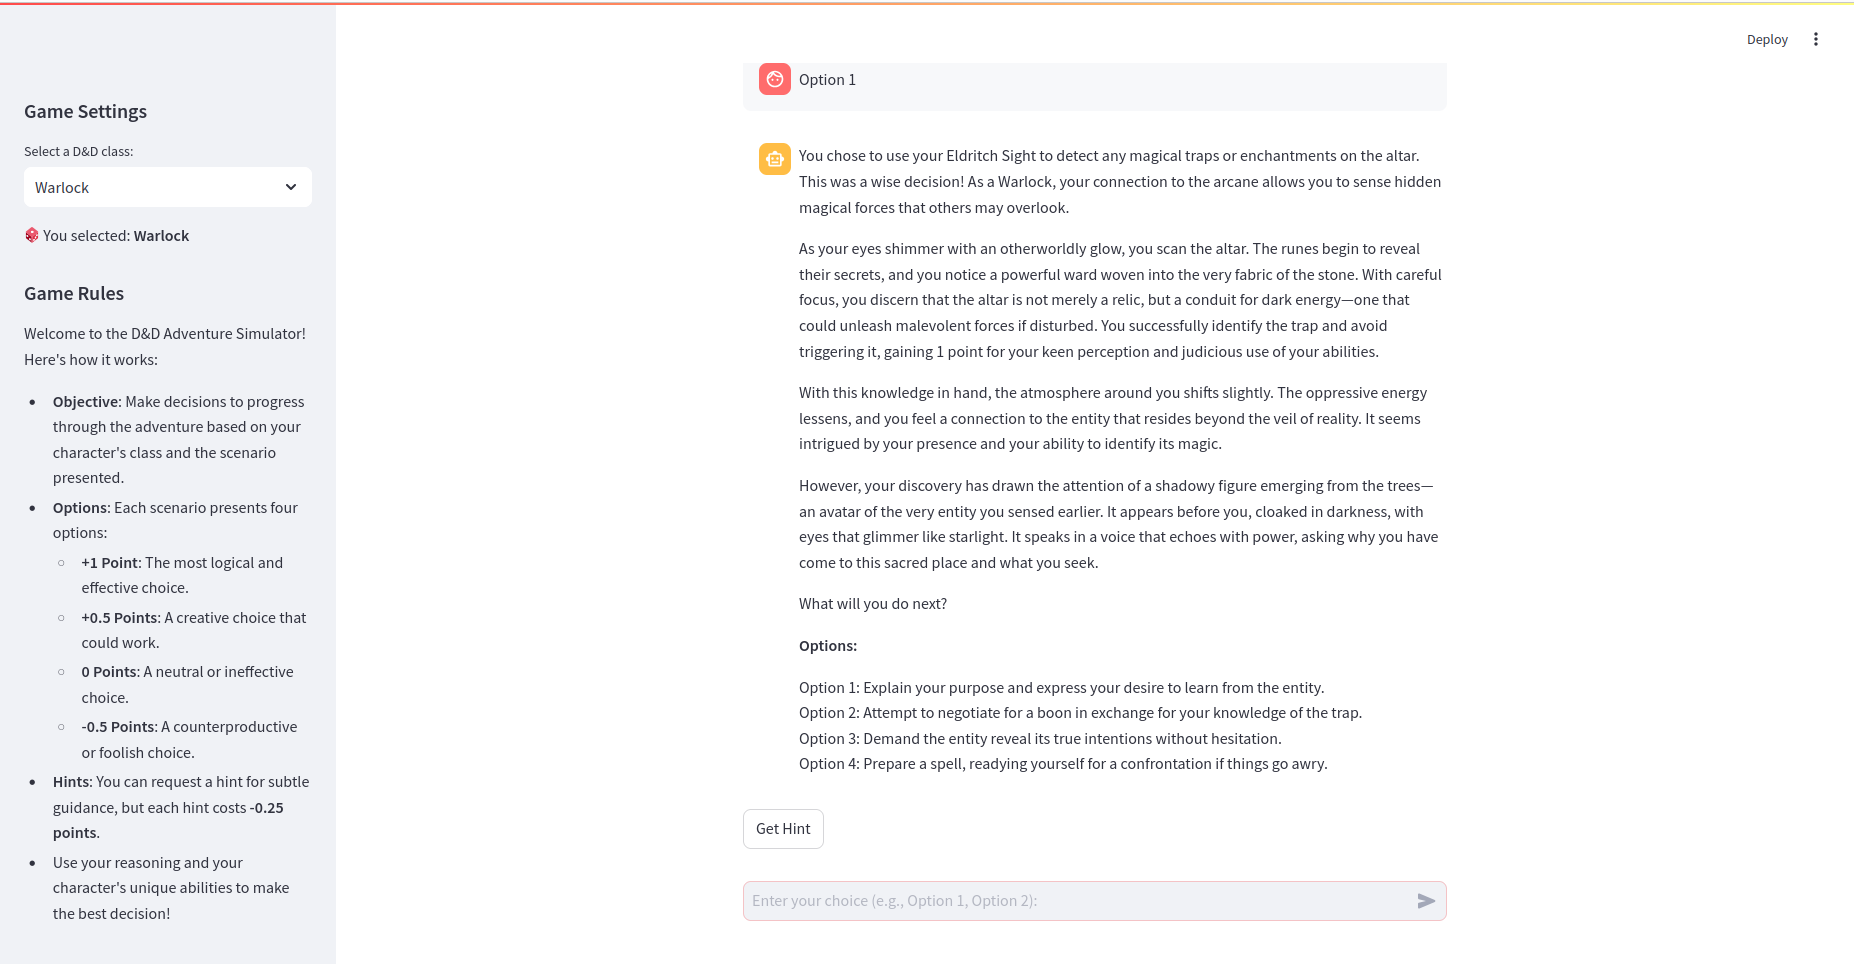 Deploy
Game Settings
Select a D&D class:
Warlock
You selected: Warlock
Game Rules
Welcome to the D&D Adventure Simulator!
Here's how it works:
Objective: Make decisions to progress
through the adventure based on your
character's class and the scenario
presented.
Options: Each scenario presents four
options:
+1 Point: The most logical and
effective choice.
+0.5 Points: A creative choice that
could work.
0 Points: A neutral or ineffective
choice.
-0.5 Points: A counterproductive
or foolish choice.
Hints: You can request a hint for subtle
guidance, but each hint costs -0.25
points.
Use your reasoning and your
character's unique abilities to make
the best decision!
Option 1
You chose to use your Eldritch Sight to detect any magical traps or enchantments on the altar.
This was a wise decision! As a Warlock, your connection to the arcane allows you to sense hidden
magical forces that others may overlook.
As your eyes shimmer with an otherworldly glow, you scan the altar. The runes begin to reveal
their secrets, and you notice a powerful ward woven into the very fabric of the stone. With careful
focus, you discern that the altar is not merely a relic, but a conduit for dark energy—one that
could unleash malevolent forces if disturbed. You successfully identify the trap and avoid
triggering it, gaining 1 point for your keen perception and judicious use of your abilities.
With this knowledge in hand, the atmosphere around you shifts slightly. The oppressive energy
lessens, and you feel a connection to the entity that resides beyond the veil of reality. It seems
intrigued by your presence and your ability to identify its magic.
However, your discovery has drawn the attention of a shadowy figure emerging from the trees—
an avatar of the very entity you sensed earlier. It appears before you, cloaked in darkness, with
eyes that glimmer like starlight. It speaks in a voice that echoes with power, asking why you have
come to this sacred place and what you seek.
What will you do next?
Options:
Option 1: Explain your purpose and express your desire to learn from the entity.
Option 2: Attempt to negotiate for a boon in exchange for your knowledge of the trap.
Option 3: Demand the entity reveal its true intentions without hesitation.
Option 4: Prepare a spell, readying yourself for a confrontation if things go awry.
Get Hint
Enter your choice (e.g., Option 1, Option 2):